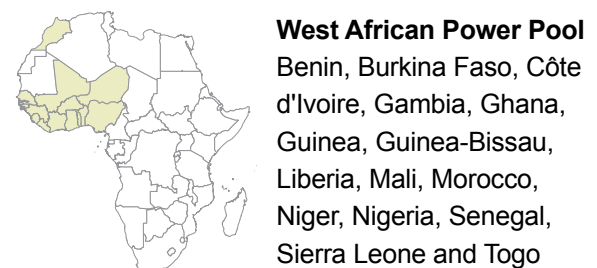 West African Power Pool
Benin, Burkina Faso, Côte
d'Ivoire, Gambia, Ghana,
Guinea, Guinea-Bissau,
Liberia, Mali, Morocco,
Niger, Nigeria, Senegal,
Sierra Leone and Togo